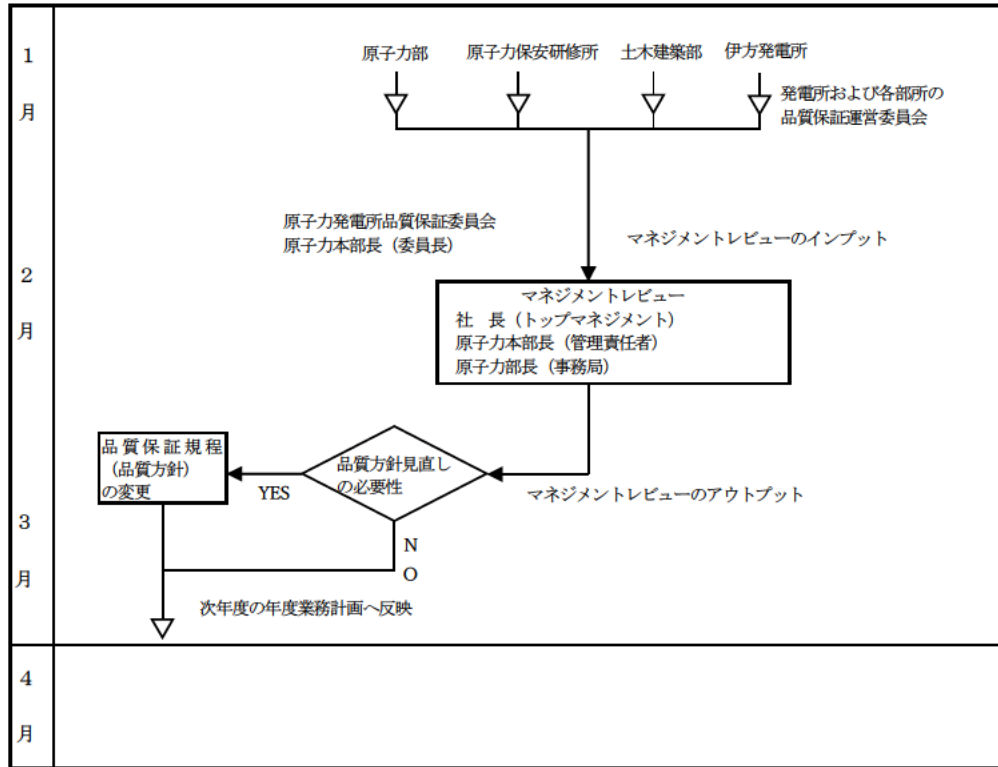 1
月
原子力部 原子力保安研修所 土木建築部 伊方発電所
発電所および各部所の
品質保証運営委員会
原子力発電所品質保証委員会
原子力本部長（委員長）
マネジメントレビューのインプット
2
月
マネジメントレビュー
社　長（トップマネジメント）
原子力本部長（管理責任者）
原子力部長（事務局）
品質保証規程
（品質方針）
の変更
YES
品質方針見直し
の必要性
マネジメントレビューのアウトプット
3
月
N
O
次年度の年度業務計画へ反映
4
月